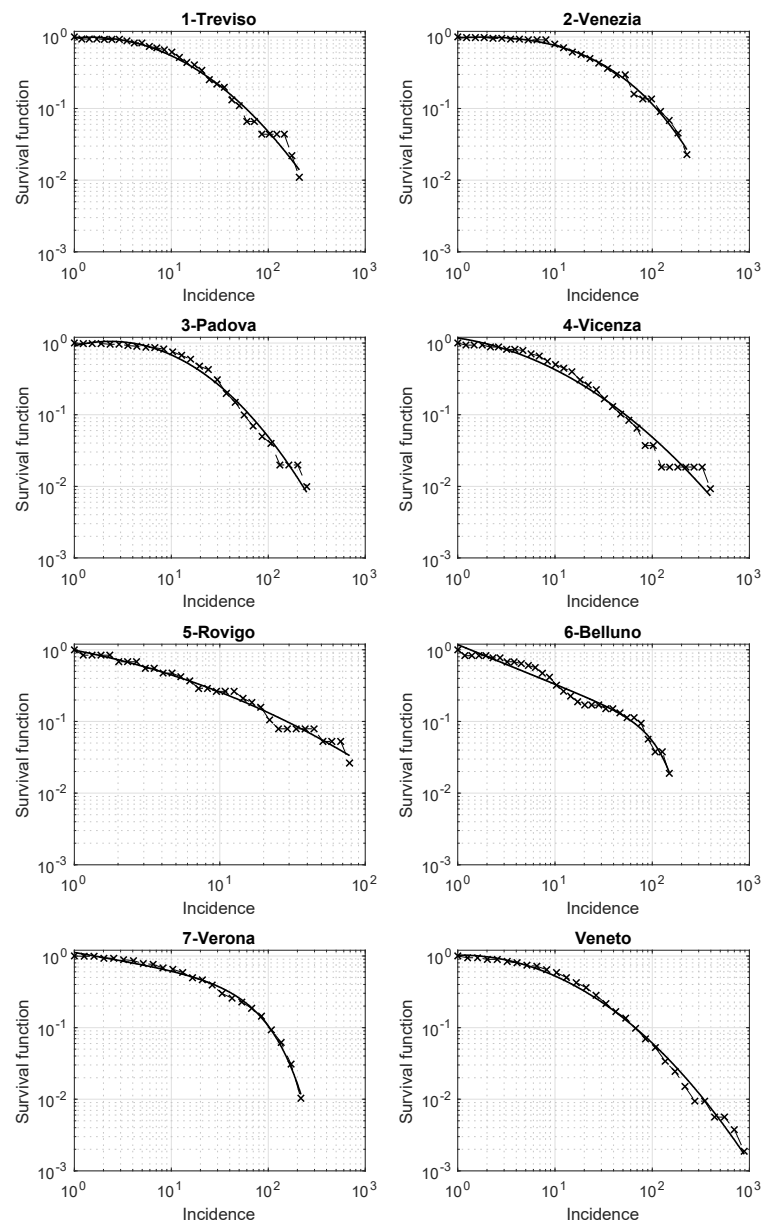 1-Treviso
10^0
10^-1
10^-2
10^-3
Survival function
10^0 10^1 10^2 10^3
Incidence
2-Venezia
10^0
10^-1
10^-2
10^-3
Survival function
10^0 10^1 10^2 10^3
Incidence
3-Padova
10^0
10^-1
10^-2
10^-3
Survival function
10^0 10^1 10^2 10^3
Incidence
4-Vicenza
10^0
10^-1
10^-2
10^-3
Survival function
10^0 10^1 10^2 10^3
Incidence
5-Rovigo
10^0
10^-1
10^-2
10^-3
Survival function
10^0 10^1 10^2
Incidence
6-Belluno
10^0
10^-1
10^-2
10^-3
Survival function
10^0 10^1 10^2 10^3
Incidence
7-Verona
10^0
10^-1
10^-2
10^-3
Survival function
10^0 10^1 10^2 10^3
Incidence
Veneto
10^0
10^-1
10^-2
10^-3
Survival function
10^0 10^1 10^2 10^3
Incidence